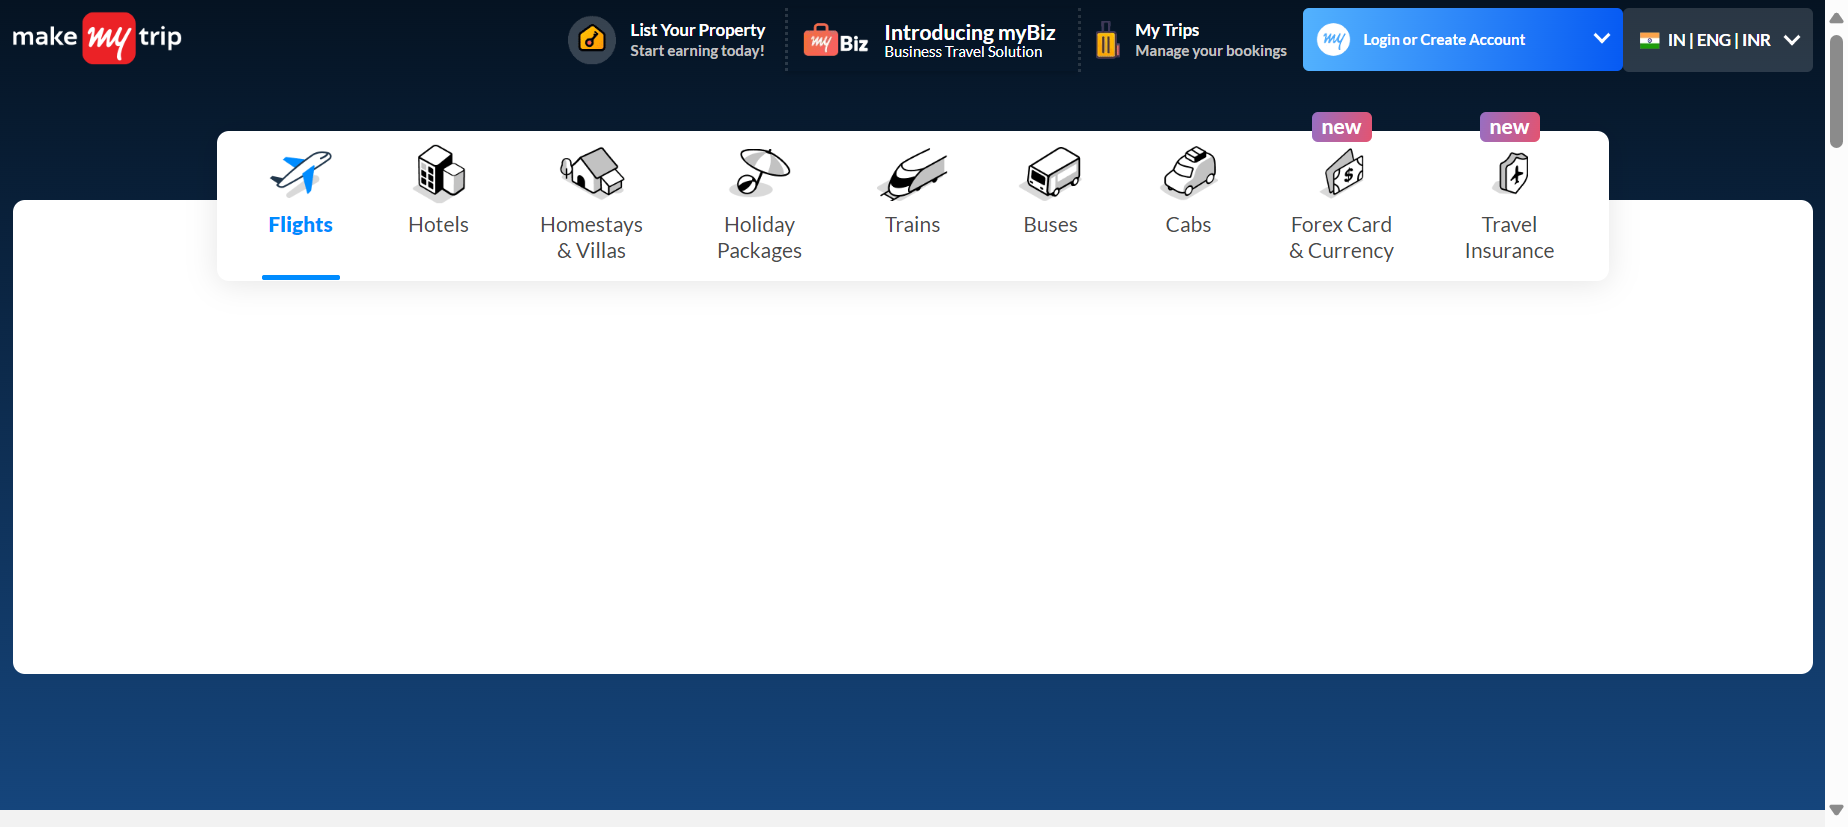 make my trip
List Your Property
Start earning today!
my Biz
Introducing myBiz
Business Travel Solution
My Trips
Manage your bookings
my
Login or Create Account
IN | ENG | INR
new
new
Flights
Hotels
Homestays
& Villas
Holiday
Packages
Trains
Buses
Cabs
Forex Card
& Currency
Travel
Insurance